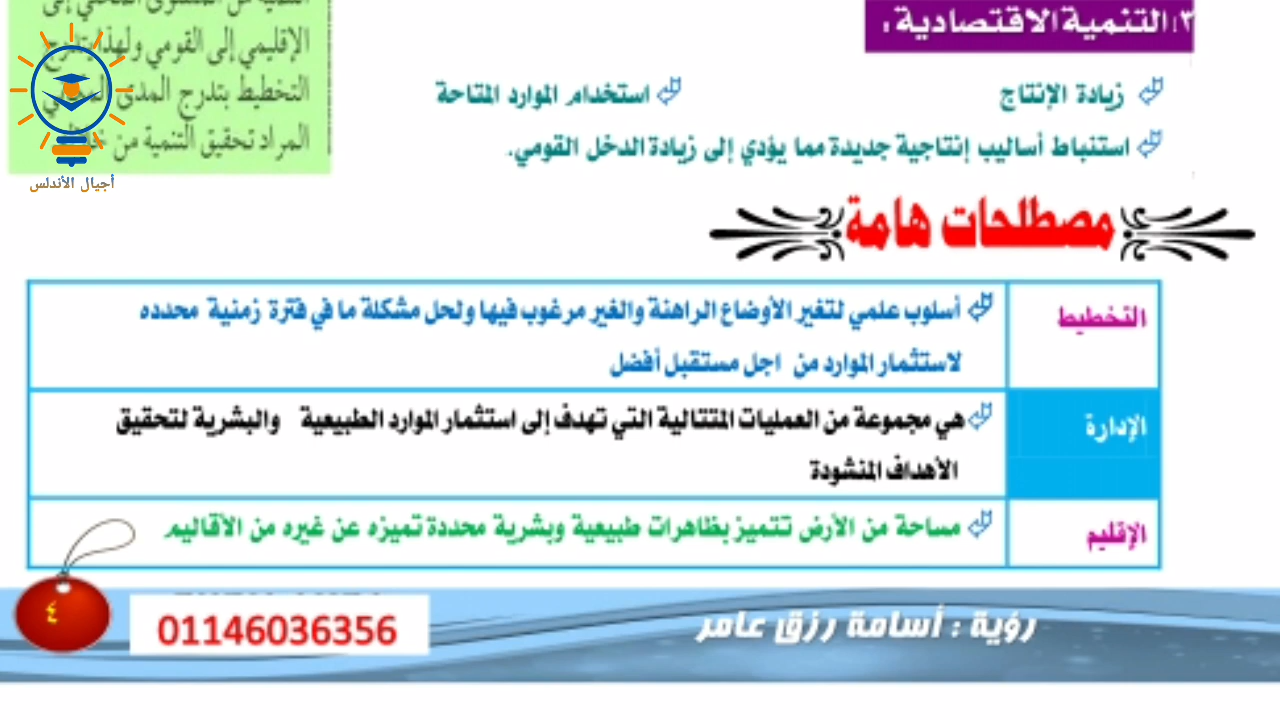 ٣: التنمية الاقتصادية :
زيادة الإنتاج
استخدام الموارد المتاحة
استنباط أساليب إنتاجية جديدة مما يؤدي إلى زيادة الدخل القومي.
الإقليمي إلى القومي ولهذا يتدرج
التخطيط بتدرج المدى المكاني
المراد تحقيق التنمية من
أجيال الأندلس
مصطلحات هامة
التخطيط
أسلوب علمي لتغير الأوضاع الراهنة والغير مرغوب فيها ولحل مشكلة ما في فترة زمنية محدده
لاستثمار الموارد من اجل مستقبل أفضل
الإدارة
هي مجموعة من العمليات المتتالية التي تهدف إلى استثمار الموارد الطبيعية والبشرية لتحقيق
الأهداف المنشودة
الإقليم
مساحة من الأرض تتميز بظاهرات طبيعية وبشرية محددة تميزه عن غيره من الأقاليم
رؤية : أسامة رزق عامر
01146036356
٤